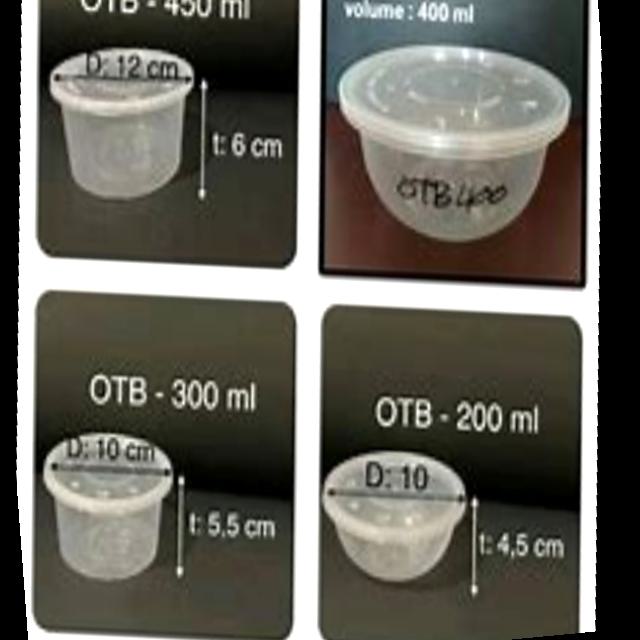 OTB - 450 ml
D: 12 cm
t: 6 cm
volume : 400 ml
OTB 400
OTB - 300 ml
D: 10 cm
t: 5,5 cm
OTB - 200 ml
D: 10
t: 4,5 cm